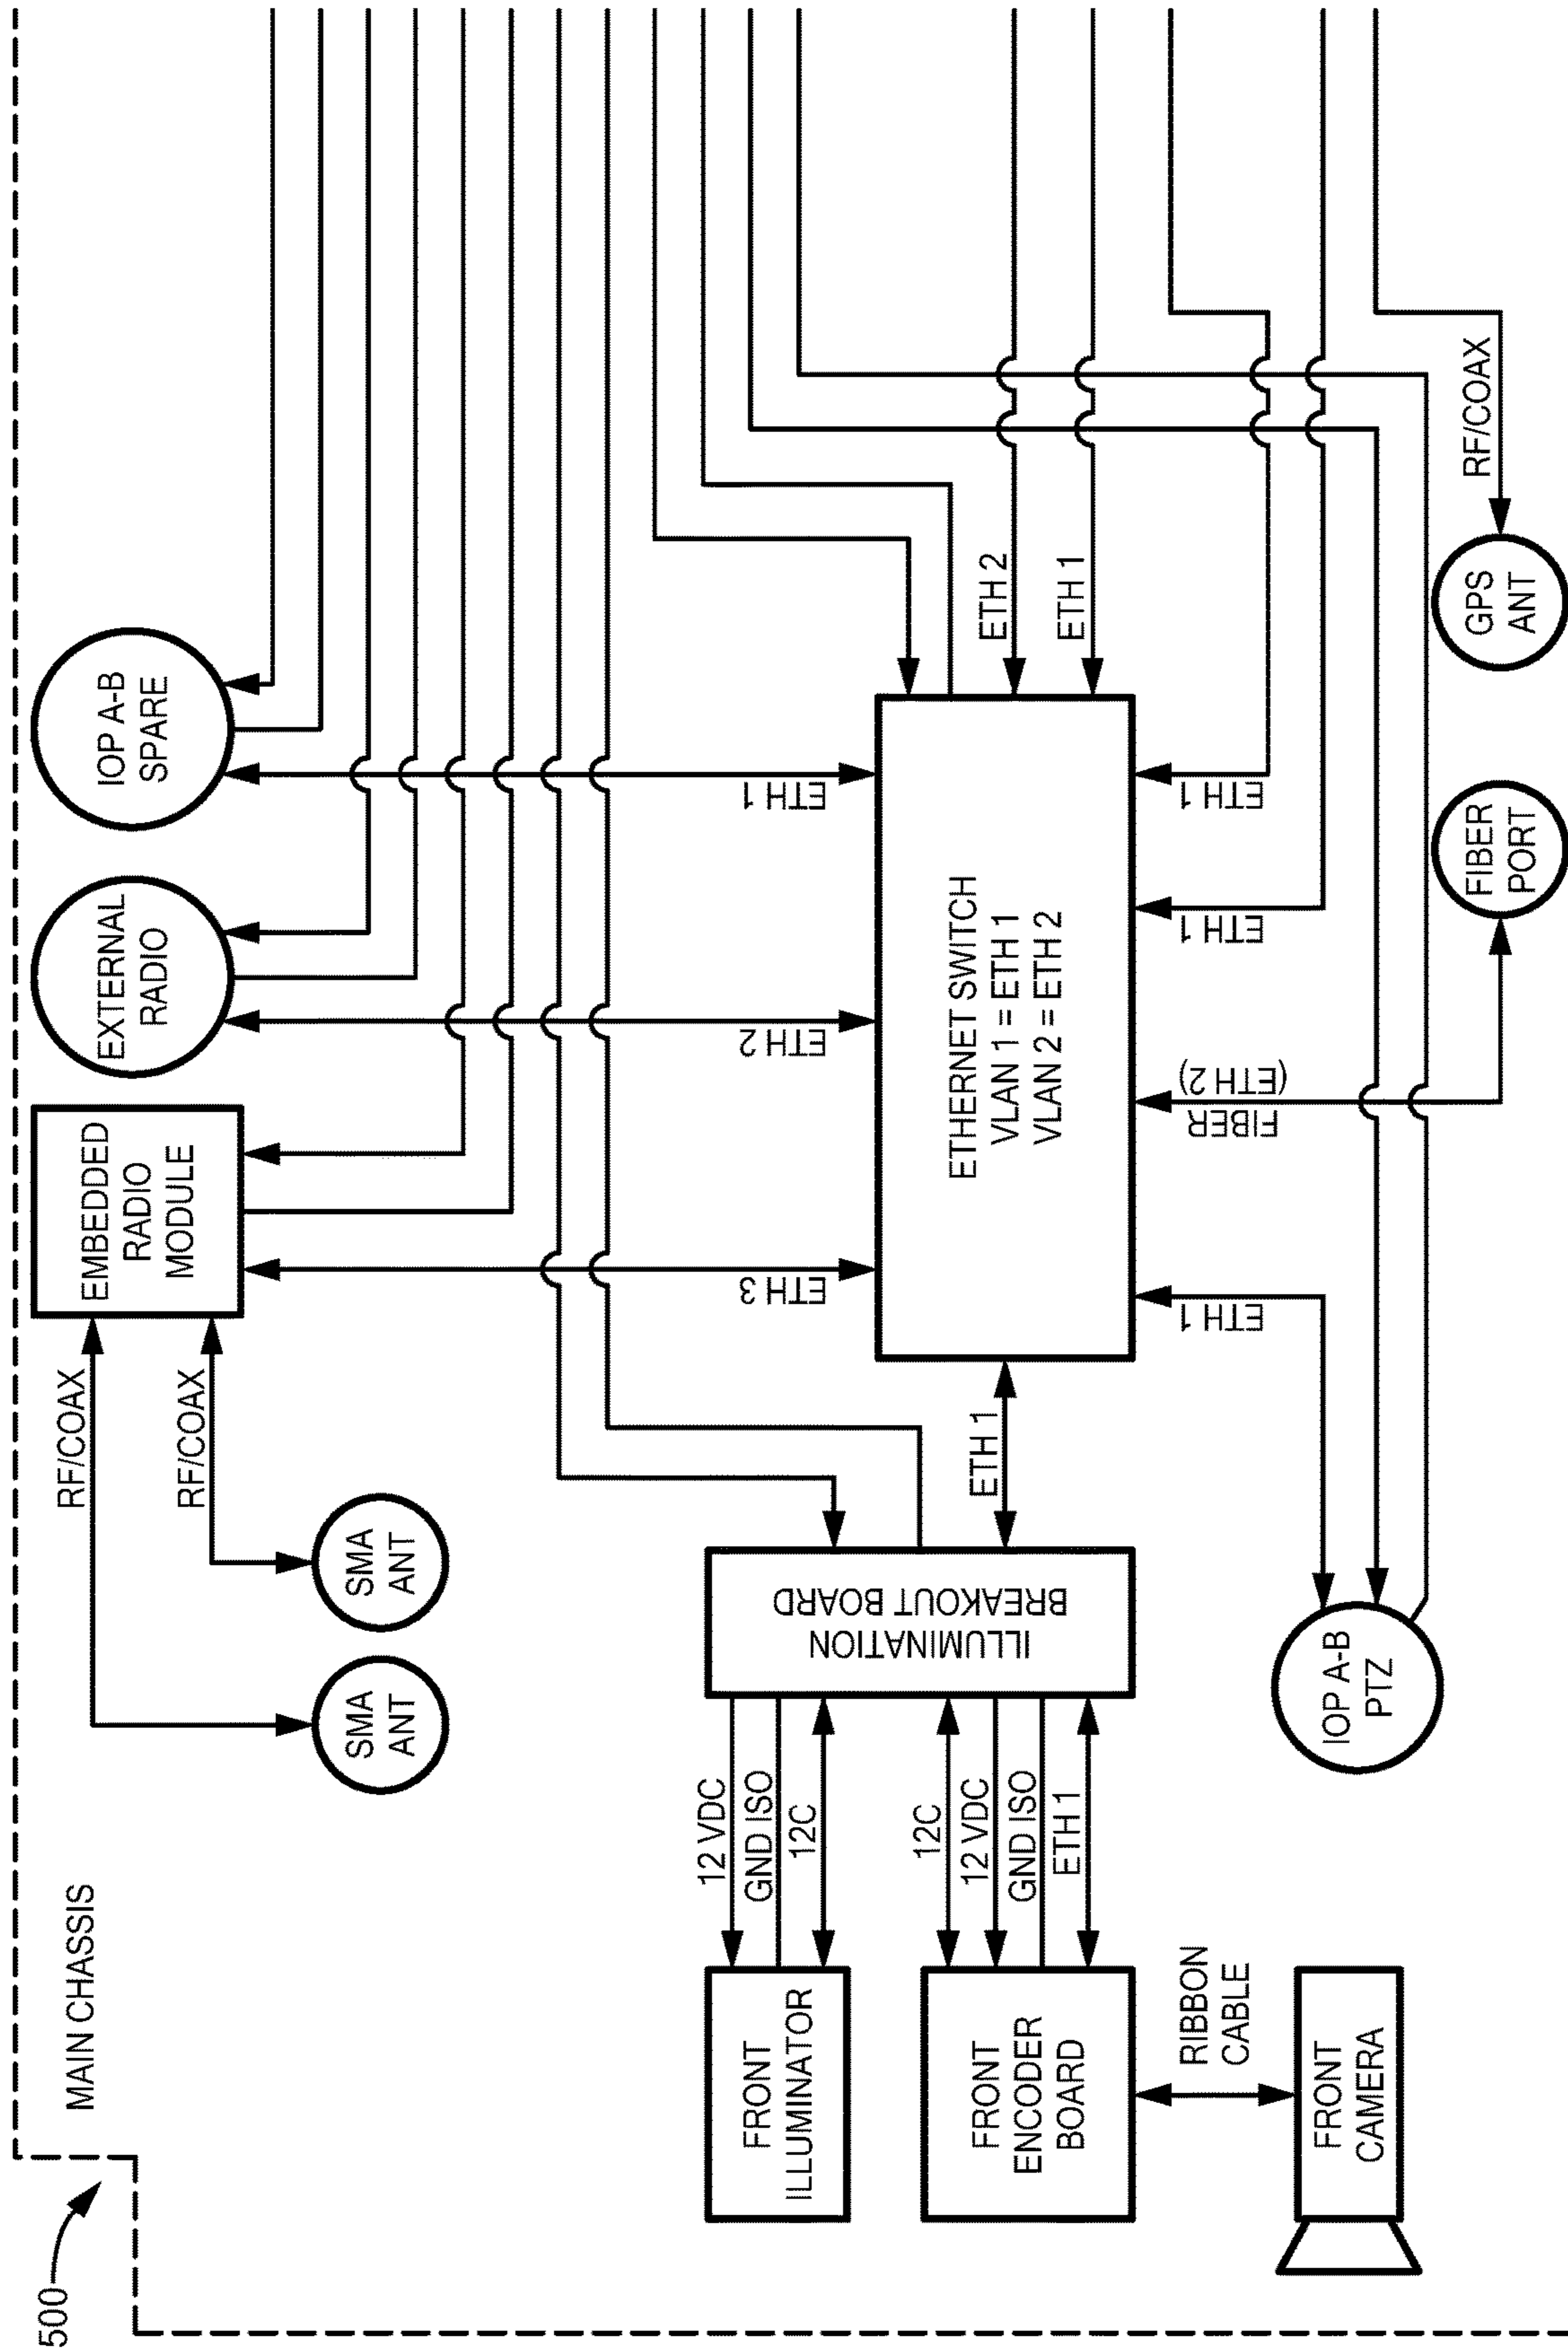 500
MAIN CHASSIS
RF/COAX
RF/COAX
SMA
ANT
SMA
ANT
EMBEDDED
RADIO
MODULE
EXTERNAL
RADIO
IOP A-B
SPARE
ETH 3
ETH 2
ETH 1
FRONT
ILLUMINATOR
12 VDC
GND ISO
12C
ILLUMINATION
BREAKOUT BOARD
FRONT
ENCODER
BOARD
12C
12 VDC
GND ISO
ETH 1
ETH 1
ETHERNET SWITCH
VLAN 1 = ETH 1
VLAN 2 = ETH 2
ETH 2
ETH 1
RIBBON
CABLE
FRONT
CAMERA
IOP A-B
PTZ
ETH 1
FIBER
(ETH 2)
ETH 1
ETH 1
FIBER
PORT
GPS
ANT
RF/COAX